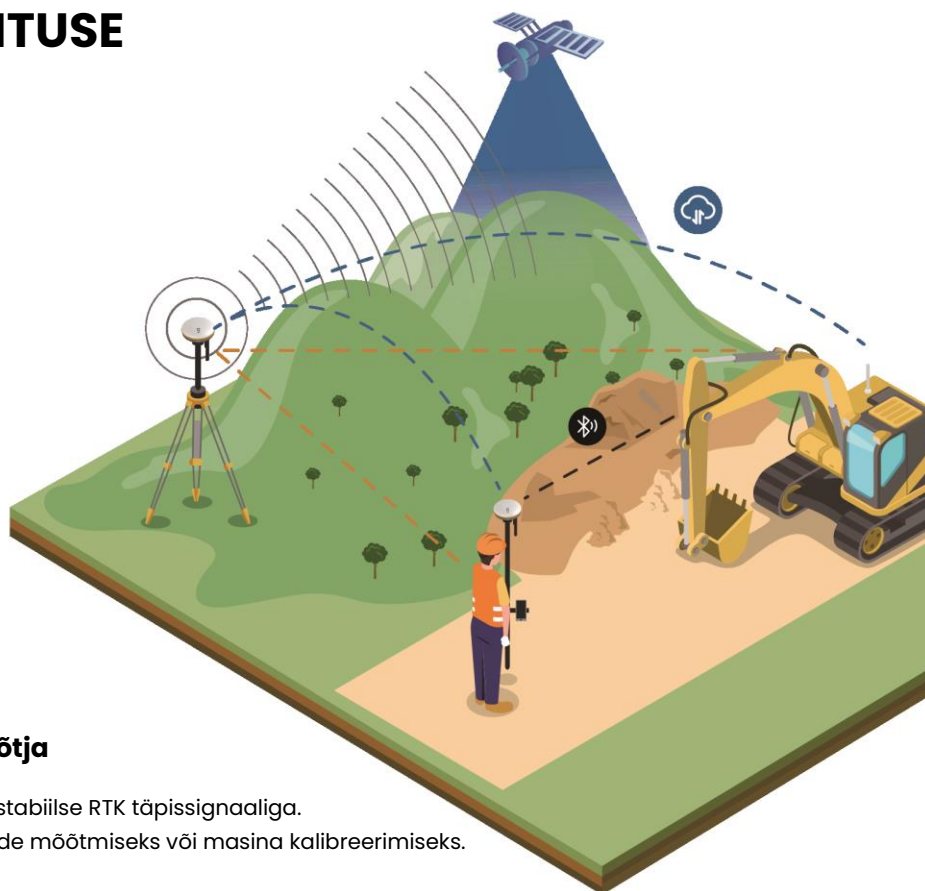 ITUSE
õtja
stabiilse RTK täpissignaaliga.
de mõõtmiseks või masina kalibreerimiseks.